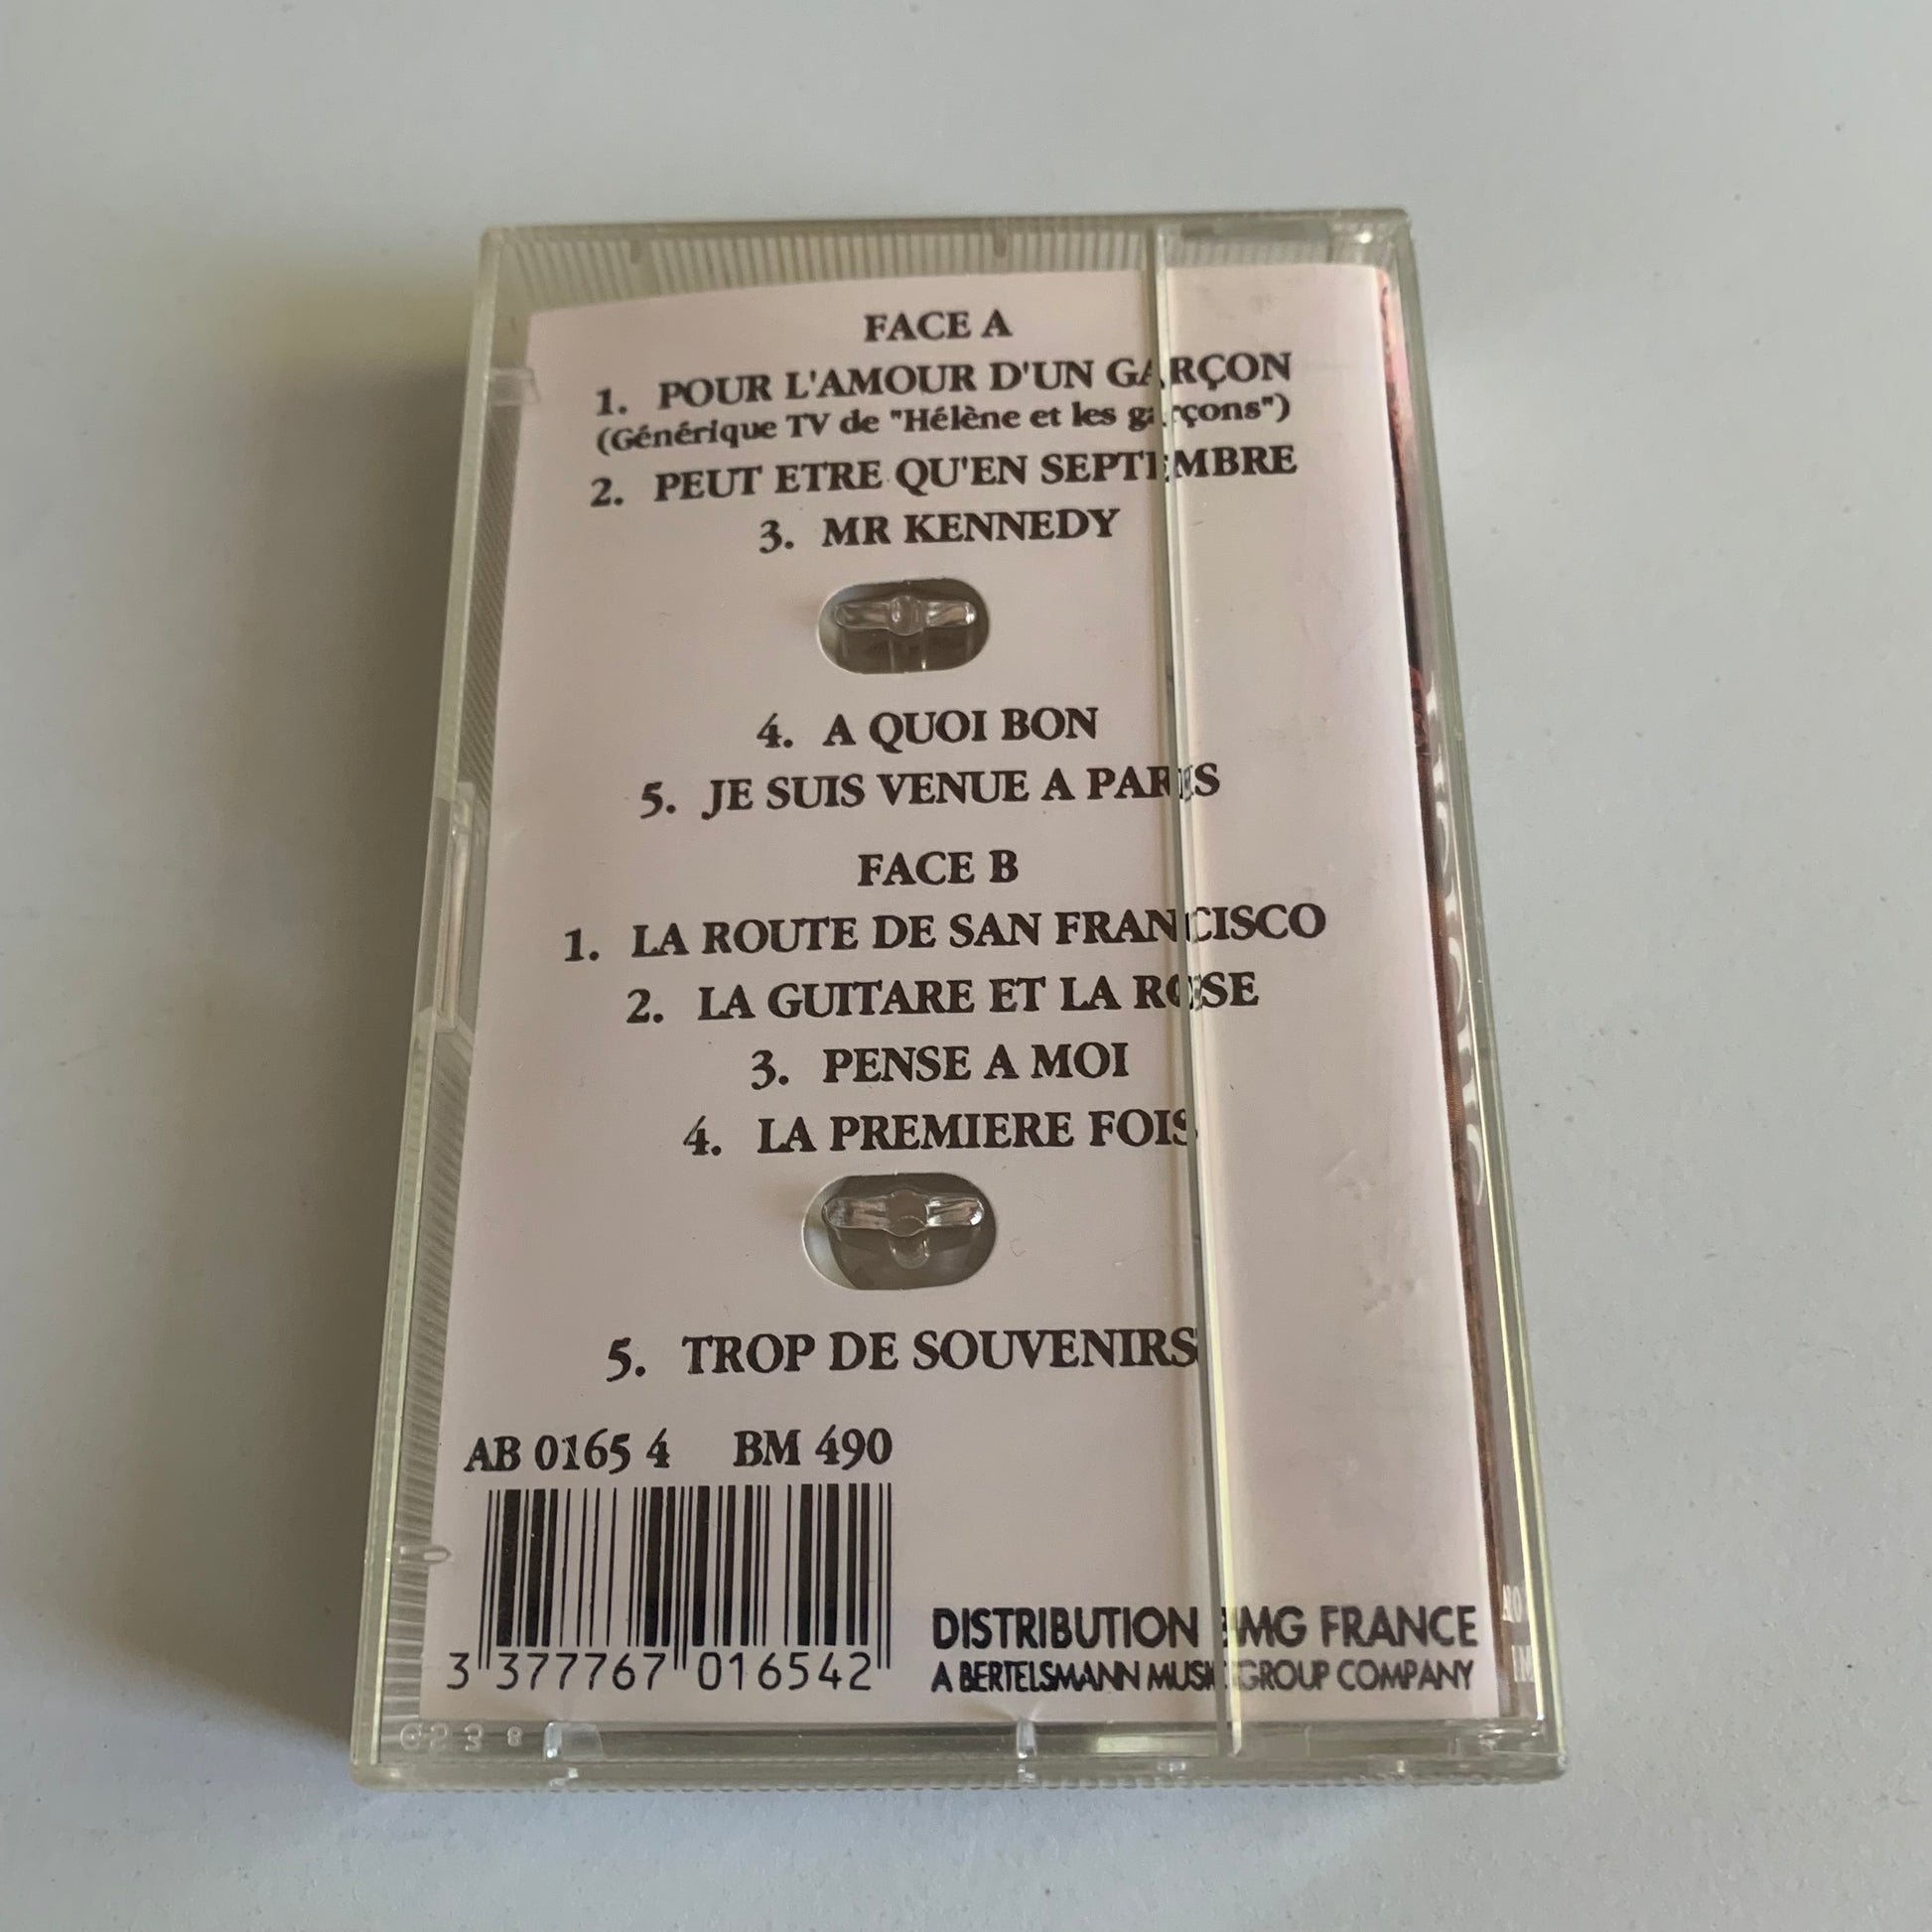 FACE A
1. POUR L'AMOUR D'UN GARÇON
(Générique TV de "Hélène et les garçons")
2. PEUT ETRE QU'EN SEPTEMBRE
3. MR KENNEDY
4. A QUOI BON
5. JE SUIS VENUE A PARIS
FACE B
1. LA ROUTE DE SAN FRANCISCO
2. LA GUITARE ET LA ROSE
3. PENSE A MOI
4. LA PREMIERE FOIS
5. TROP DE SOUVENIRS
AB 0165 4 BM 490
3 377767 016542
DISTRIBUTION BMG FRANCE
A BERTELSMANN MUSIC GROUP COMPANY